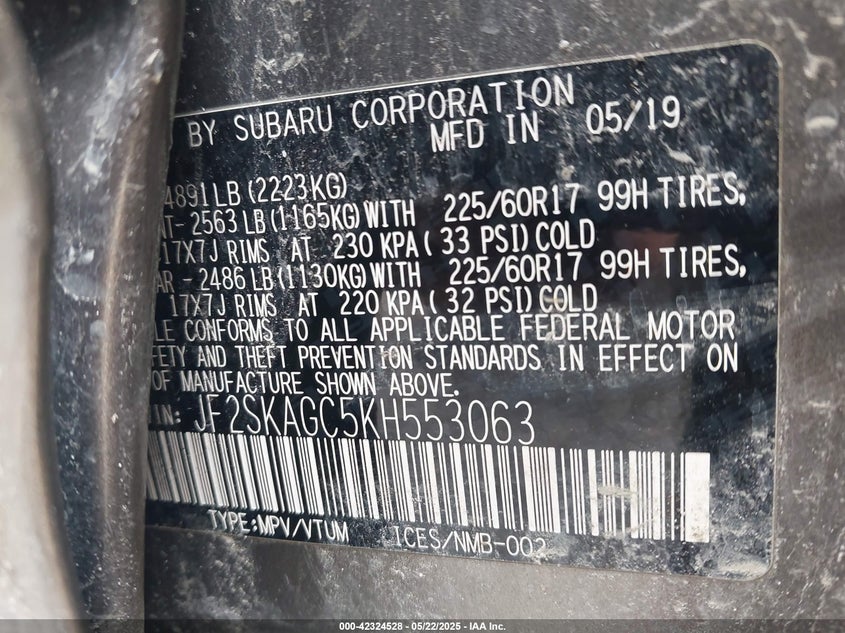 BY SUBARU CORPORATION
MFD IN 05/19
4891LB(2223KG)
AT- 2563 LB(1165KG)WITH 225/60R17 99H TIRES,
17X7J RIMS AT 230 KPA( 33 PSI)COLD
AR - 2486 LB(1130KG)WITH 225/60R17 99H TIRES,
17X7J RIMS AT 220 KPA( 32 PSI)COLD
LE CONFORMS TO ALL APPLICABLE FEDERAL MOTOR
FETY AND THEFT PREVENTION STANDARDS IN EFFECT ON
OF MANUFACTURE SHOWN ABOVE.
IN: JF2SKAGC5KH553063
TYPE:MPV/VTUM ICES/NMB-002
000-42324528 - 05/22/2025 - IAA Inc.